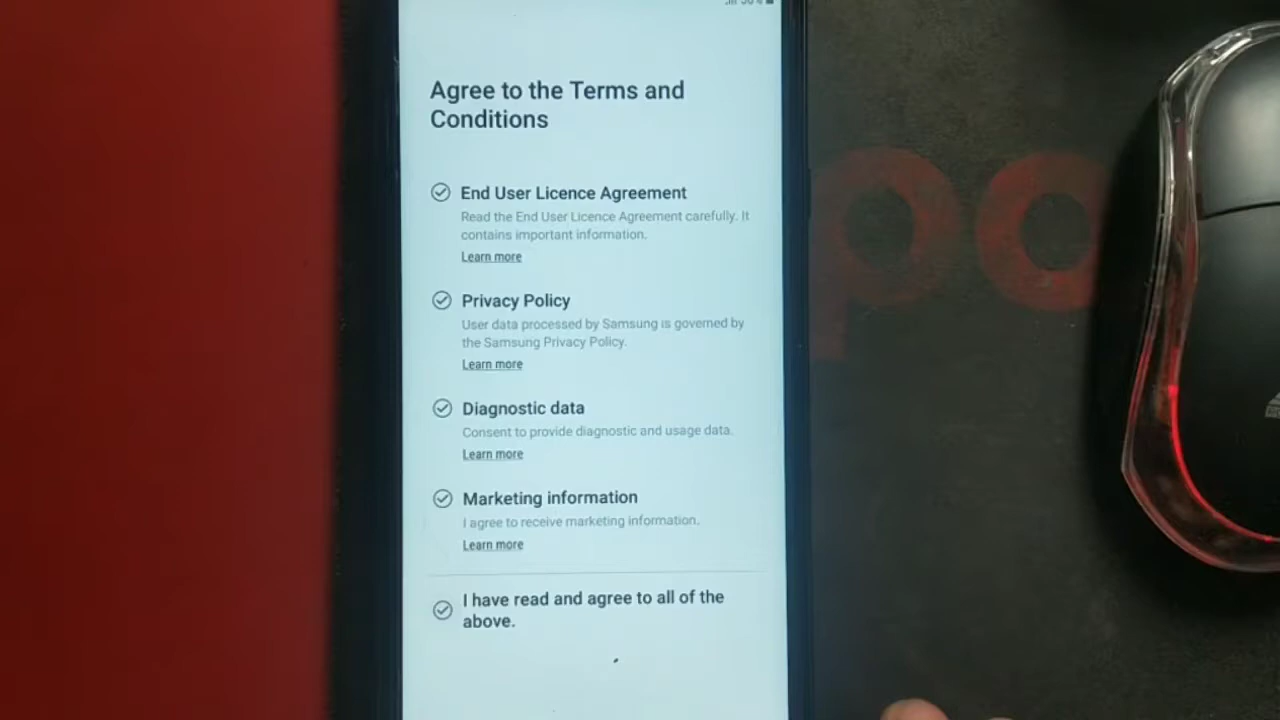 Agree to the Terms and
Conditions
End User Licence Agreement
Read the End User Licence Agreement carefully. It
contains important information.
Learn more
Privacy Policy
User data processed by Samsung is governed by
the Samsung Privacy Policy.
Learn more
Diagnostic data
Consent to provide diagnostic and usage data.
Learn more
Marketing information
I agree to receive marketing information.
Learn more
I have read and agree to all of the
above.
po